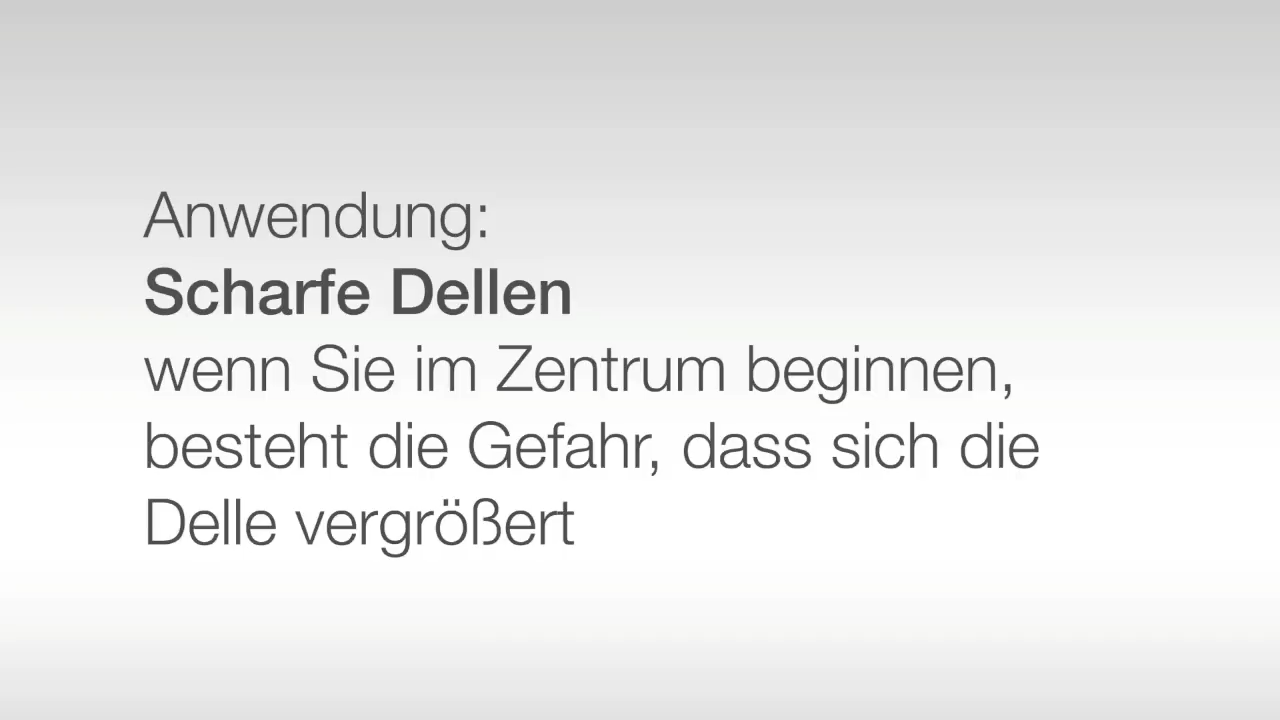 Anwendung:
Scharfe Dellen
wenn Sie im Zentrum beginnen,
besteht die Gefahr, dass sich die
Delle vergrößert